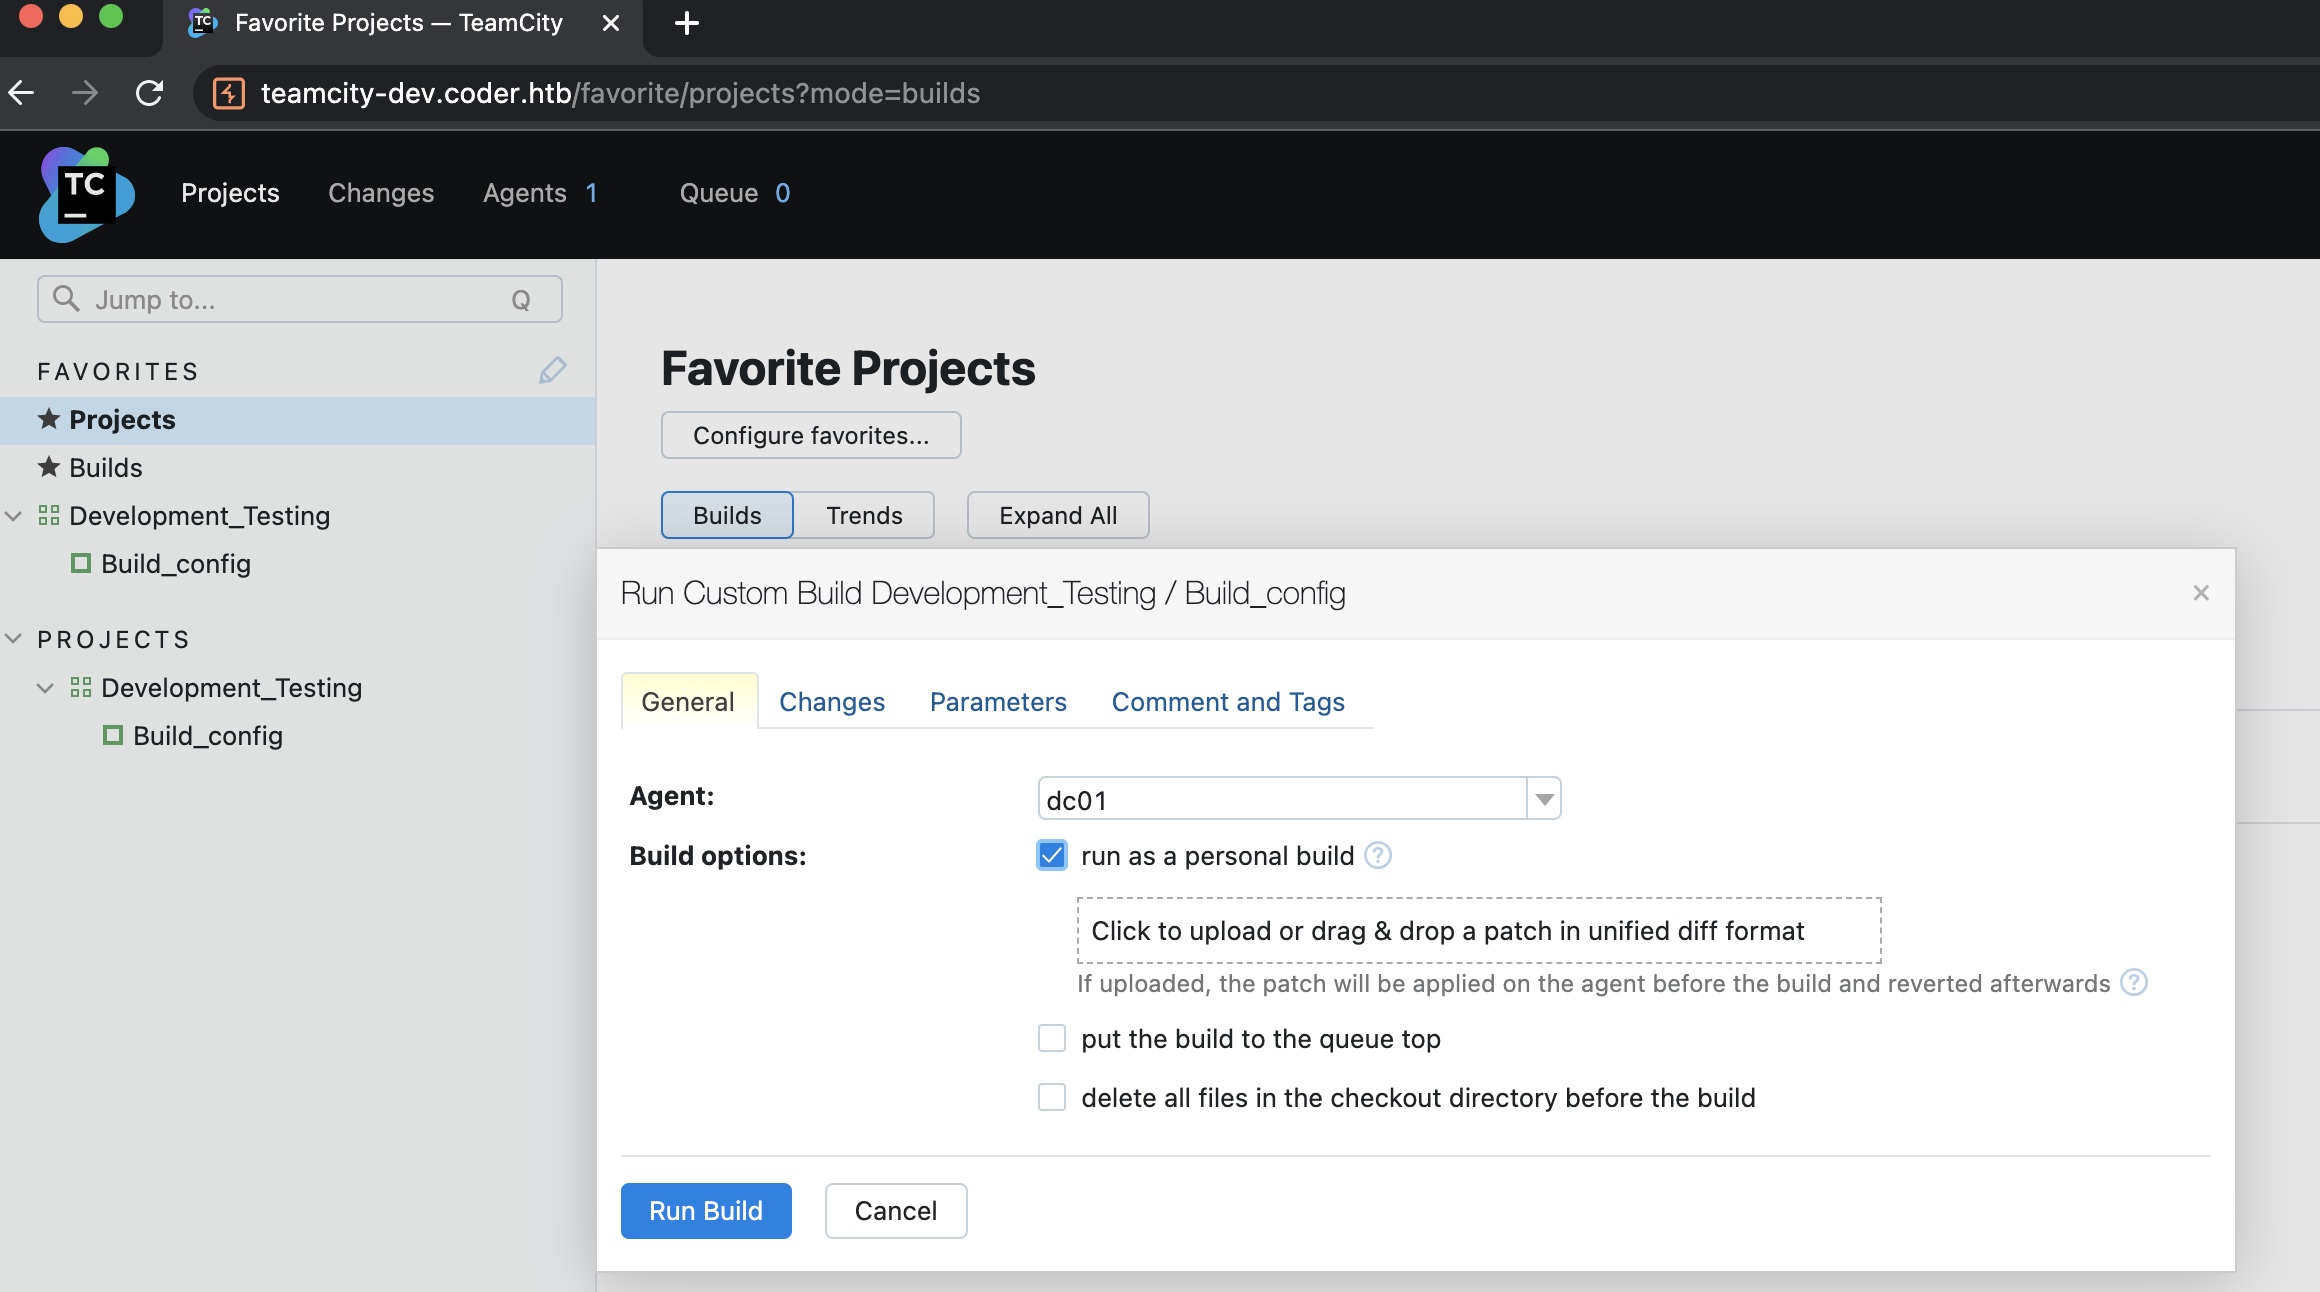 Favorite Projects — TeamCity
teamcity-dev.coder.htb/favorite/projects?mode=builds
TC
Projects Changes Agents 1 Queue 0
Jump to... Q
FAVORITES
Projects
Builds
Development_Testing
Build_config
PROJECTS
Development_Testing
Build_config
Favorite Projects
Configure favorites...
Builds Trends Expand All
Run Custom Build Development_Testing / Build_config
General Changes Parameters Comment and Tags
Agent: dc01
Build options: run as a personal build ?
Click to upload or drag & drop a patch in unified diff format
If uploaded, the patch will be applied on the agent before the build and reverted afterwards ?
put the build to the queue top
delete all files in the checkout directory before the build
Run Build Cancel